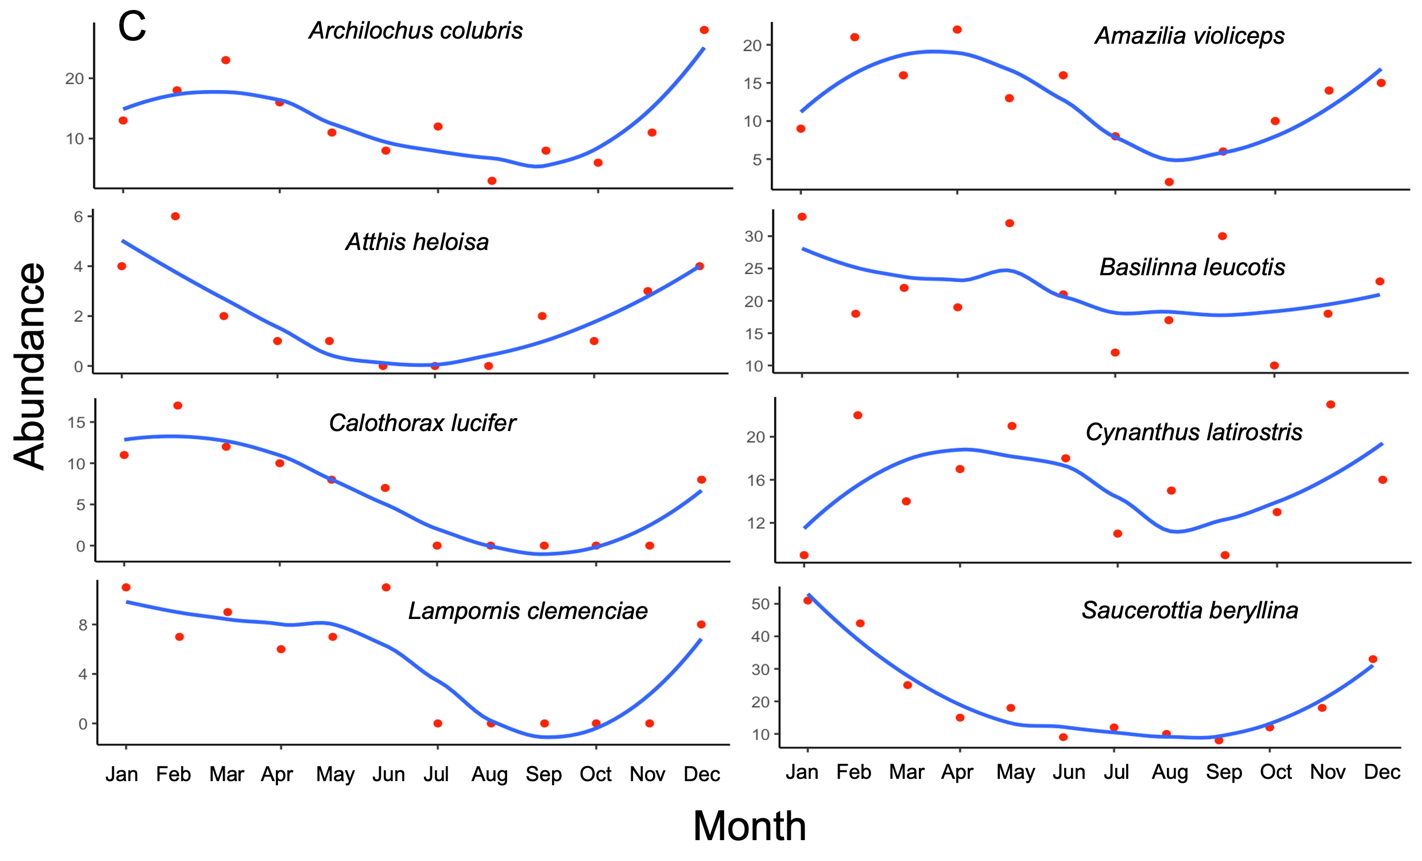 C
Archilochus colubris
20
10
Amazilia violiceps
20
15
10
5
Atthis heloisa
6
4
2
0
Basilinna leucotis
30
25
20
15
10
Calothorax lucifer
15
10
5
0
Cynanthus latirostris
20
16
12
Lampornis clemenciae
8
4
0
Saucerottia beryllina
50
40
30
20
10
Abundance
Jan Feb Mar Apr May Jun Jul Aug Sep Oct Nov Dec
Jan Feb Mar Apr May Jun Jul Aug Sep Oct Nov Dec
Month